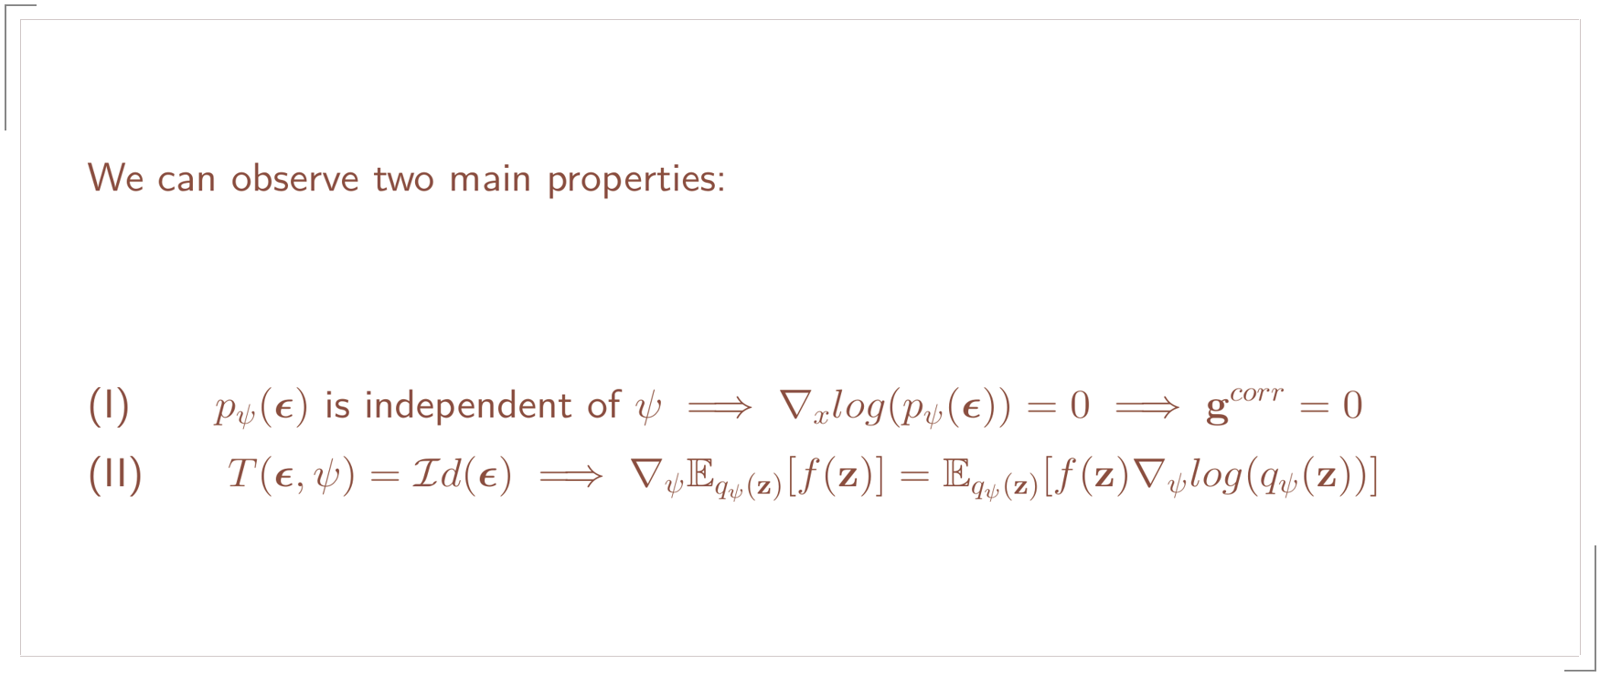 We can observe two main properties:
(I) $p_\psi(\boldsymbol{\epsilon})$ is independent of $\psi \implies \nabla_x log(p_\psi(\boldsymbol{\epsilon})) = 0 \implies \mathbf{g}^{corr} = 0$
(II) $T(\boldsymbol{\epsilon}, \psi) = \mathcal{I}d(\boldsymbol{\epsilon}) \implies \nabla_\psi \mathbb{E}_{q_\psi(\mathbf{z})}[f(\mathbf{z})] = \mathbb{E}_{q_\psi(\mathbf{z})}[f(\mathbf{z}) \nabla_\psi log(q_\psi(\mathbf{z}))]$